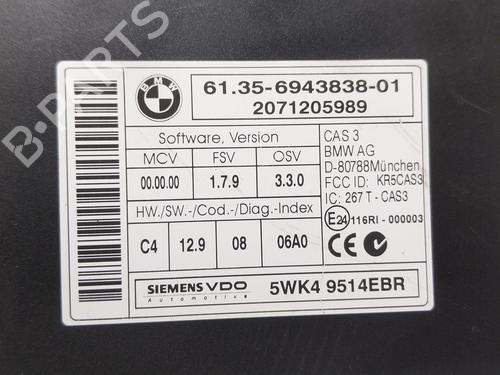 B-PARTS
BMW
61.35-6943838-01
2071205989
Software, Version
MCV FSV OSV
00.00.00 1.7.9 3.3.0
HW./SW.-/Cod.-/Diag.-Index
C4 12.9 08 06A0
CAS 3
BMW AG
D-80788München
FCC ID: KR5CAS3
IC: 267 T - CAS3
E24 116RI - 000003
CE
SIEMENS VDO
Automotive
5WK4 9514EBR